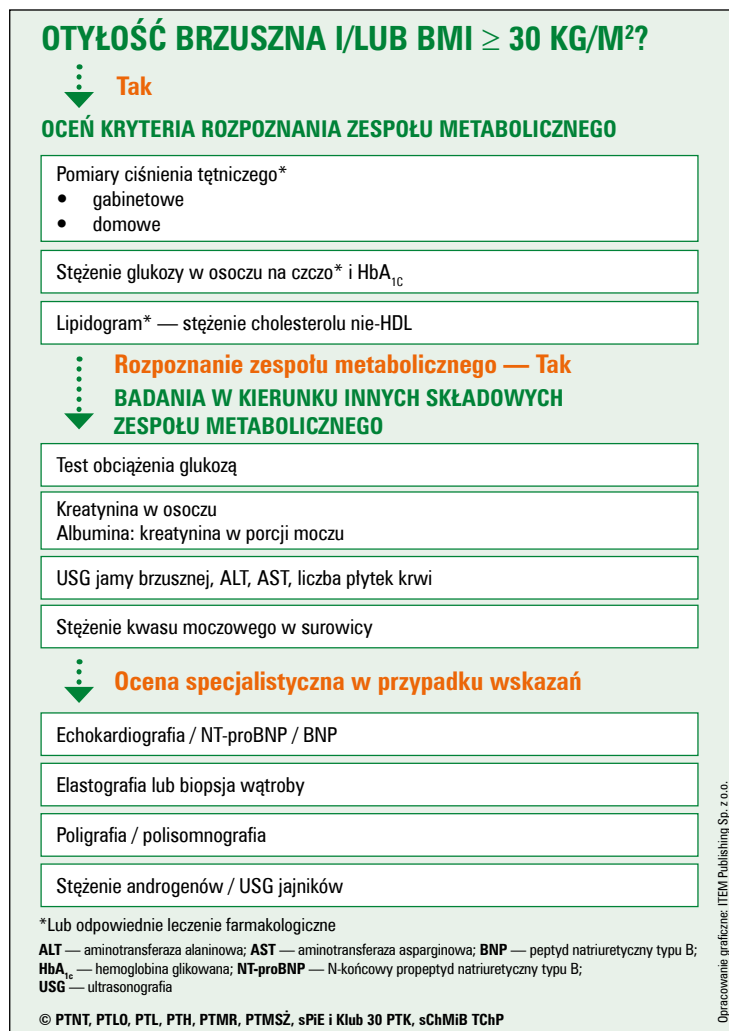 OTYŁOŚĆ BRZUSZNA I/LUB BMI ≥ 30 KG/M²?
Tak
OCEŃ KRYTERIA ROZPOZNANIA ZESPOŁU METABOLICZNEGO
Pomiary ciśnienia tętniczego*
• gabinetowe
• domowe
Stężenie glukozy w osoczu na czczo* i HbA1C
Lipidogram* — stężenie cholesterolu nie-HDL
Rozpoznanie zespołu metabolicznego — Tak
BADANIA W KIERUNKU INNYCH SKŁADOWYCH
ZESPOŁU METABOLICZNEGO
Test obciążenia glukozą
Kreatynina w osoczu
Albumina: kreatynina w porcji moczu
USG jamy brzusznej, ALT, AST, liczba płytek krwi
Stężenie kwasu moczowego w surowicy
Ocena specjalistyczna w przypadku wskazań
Echokardiografia / NT-proBNP / BNP
Elastografia lub biopsja wątroby
Poligrafia / polisomnografia
Stężenie androgenów / USG jajników
*Lub odpowiednie leczenie farmakologiczne
ALT — aminotransferaza alaninowa; AST — aminotransferaza asparginowa; BNP — peptyd natriuretyczny typu B;
HbA1c — hemoglobina glikowana; NT-proBNP — N-końcowy propeptyd natriuretyczny typu B;
USG — ultrasonografia
© PTNT, PTLO, PTL, PTH, PTMR, PTMSŻ, sPiE i Klub 30 PTK, sChMiB TChP
Opracowanie graficzne: ITEM Publishing Sp. z o.o.